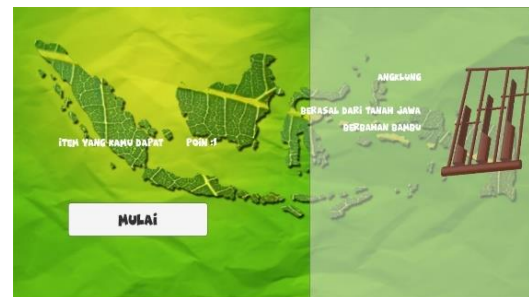 ANGKLUNG
BERASAL DARI TANAH JAWA
BERBAHAN BAMBU
iTEM YANG KAMU DAPAT POiN :1
MULAi